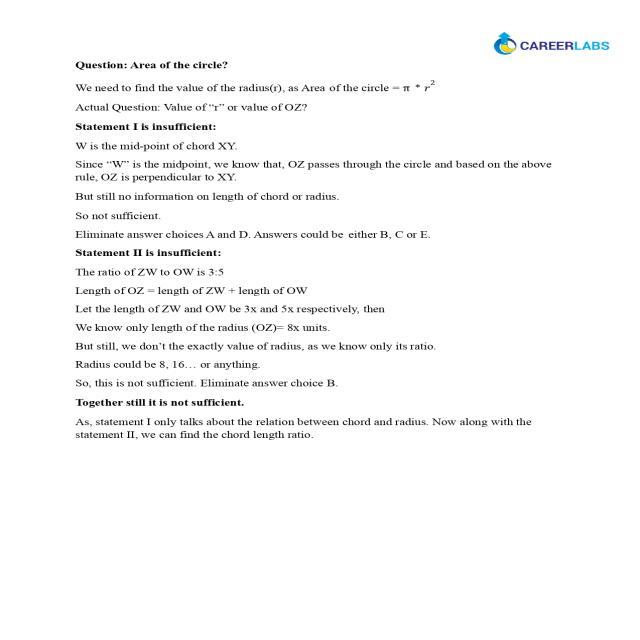 CAREERLABS
Question: Area of the circle?
We need to find the value of the radius(r), as Area of the circle = π * r²
Actual Question: Value of “r” or value of OZ?
Statement I is insufficient:
W is the mid-point of chord XY.
Since “W” is the midpoint, we know that, OZ passes through the circle and based on the above
rule, OZ is perpendicular to XY.
But still no information on length of chord or radius.
So not sufficient.
Eliminate answer choices A and D. Answers could be either B, C or E.
Statement II is insufficient:
The ratio of ZW to OW is 3:5
Length of OZ = length of ZW + length of OW
Let the length of ZW and OW be 3x and 5x respectively, then
We know only length of the radius (OZ)= 8x units.
But still, we don’t the exactly value of radius, as we know only its ratio.
Radius could be 8, 16… or anything.
So, this is not sufficient. Eliminate answer choice B.
Together still it is not sufficient.
As, statement I only talks about the relation between chord and radius. Now along with the
statement II, we can find the chord length ratio.